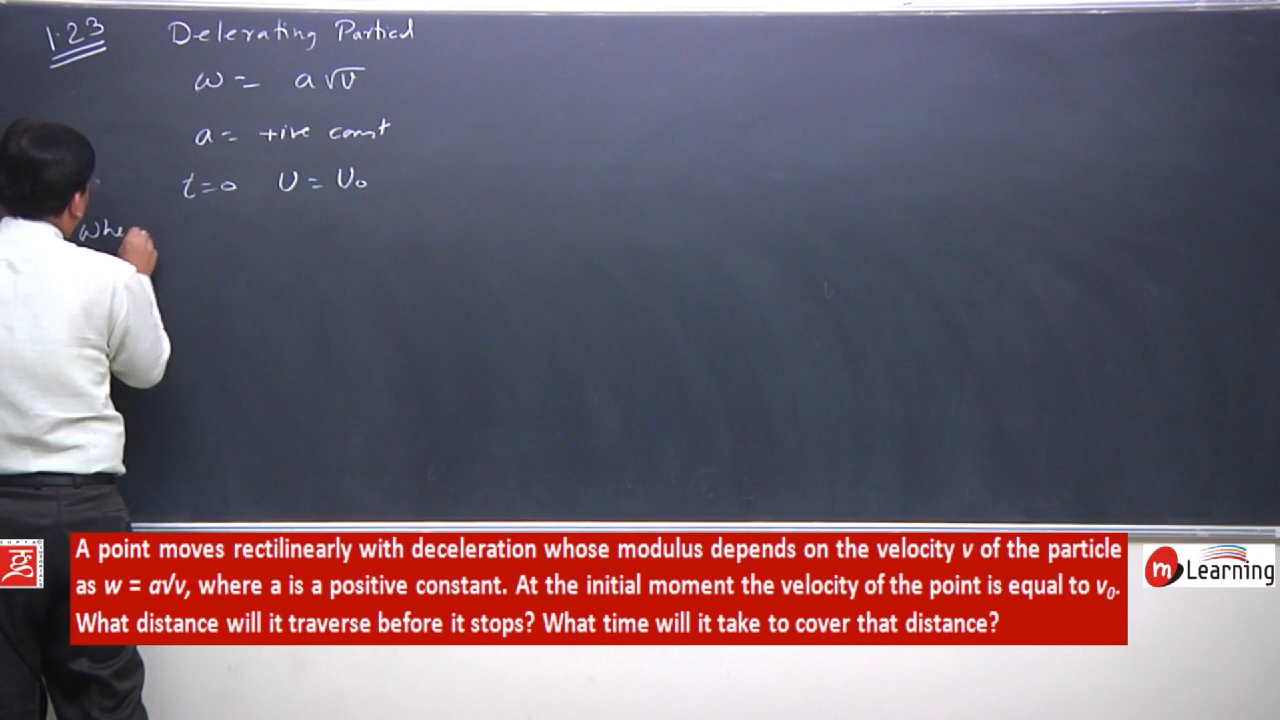 1.23 Delerating Particl
w = a√v
a = +ive const
t=0 v = v₀
whe
A point moves rectilinearly with deceleration whose modulus depends on the velocity v of the particle
as w = a√v, where a is a positive constant. At the initial moment the velocity of the point is equal to v₀.
What distance will it traverse before it stops? What time will it take to cover that distance?
m Learning